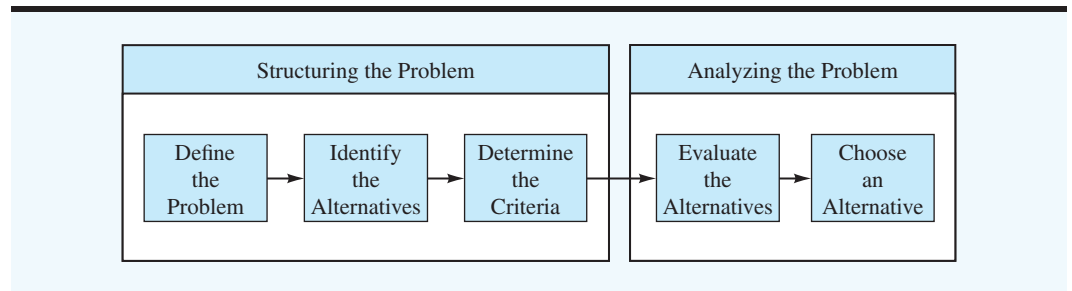 Structuring the Problem
Define
the
Problem
Identify
the
Alternatives
Determine
the
Criteria
Analyzing the Problem
Evaluate
the
Alternatives
Choose
an
Alternative